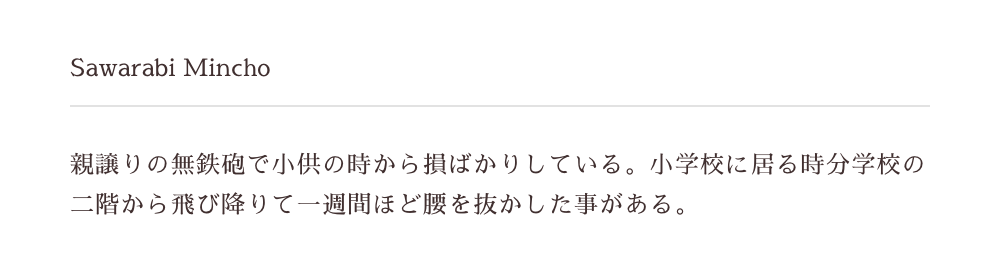 Sawarabi Mincho
親譲りの無鉄砲で小供の時から損ばかりしている。小学校に居る時分学校の
二階から飛び降りて一週間ほど腰を抜かした事がある。